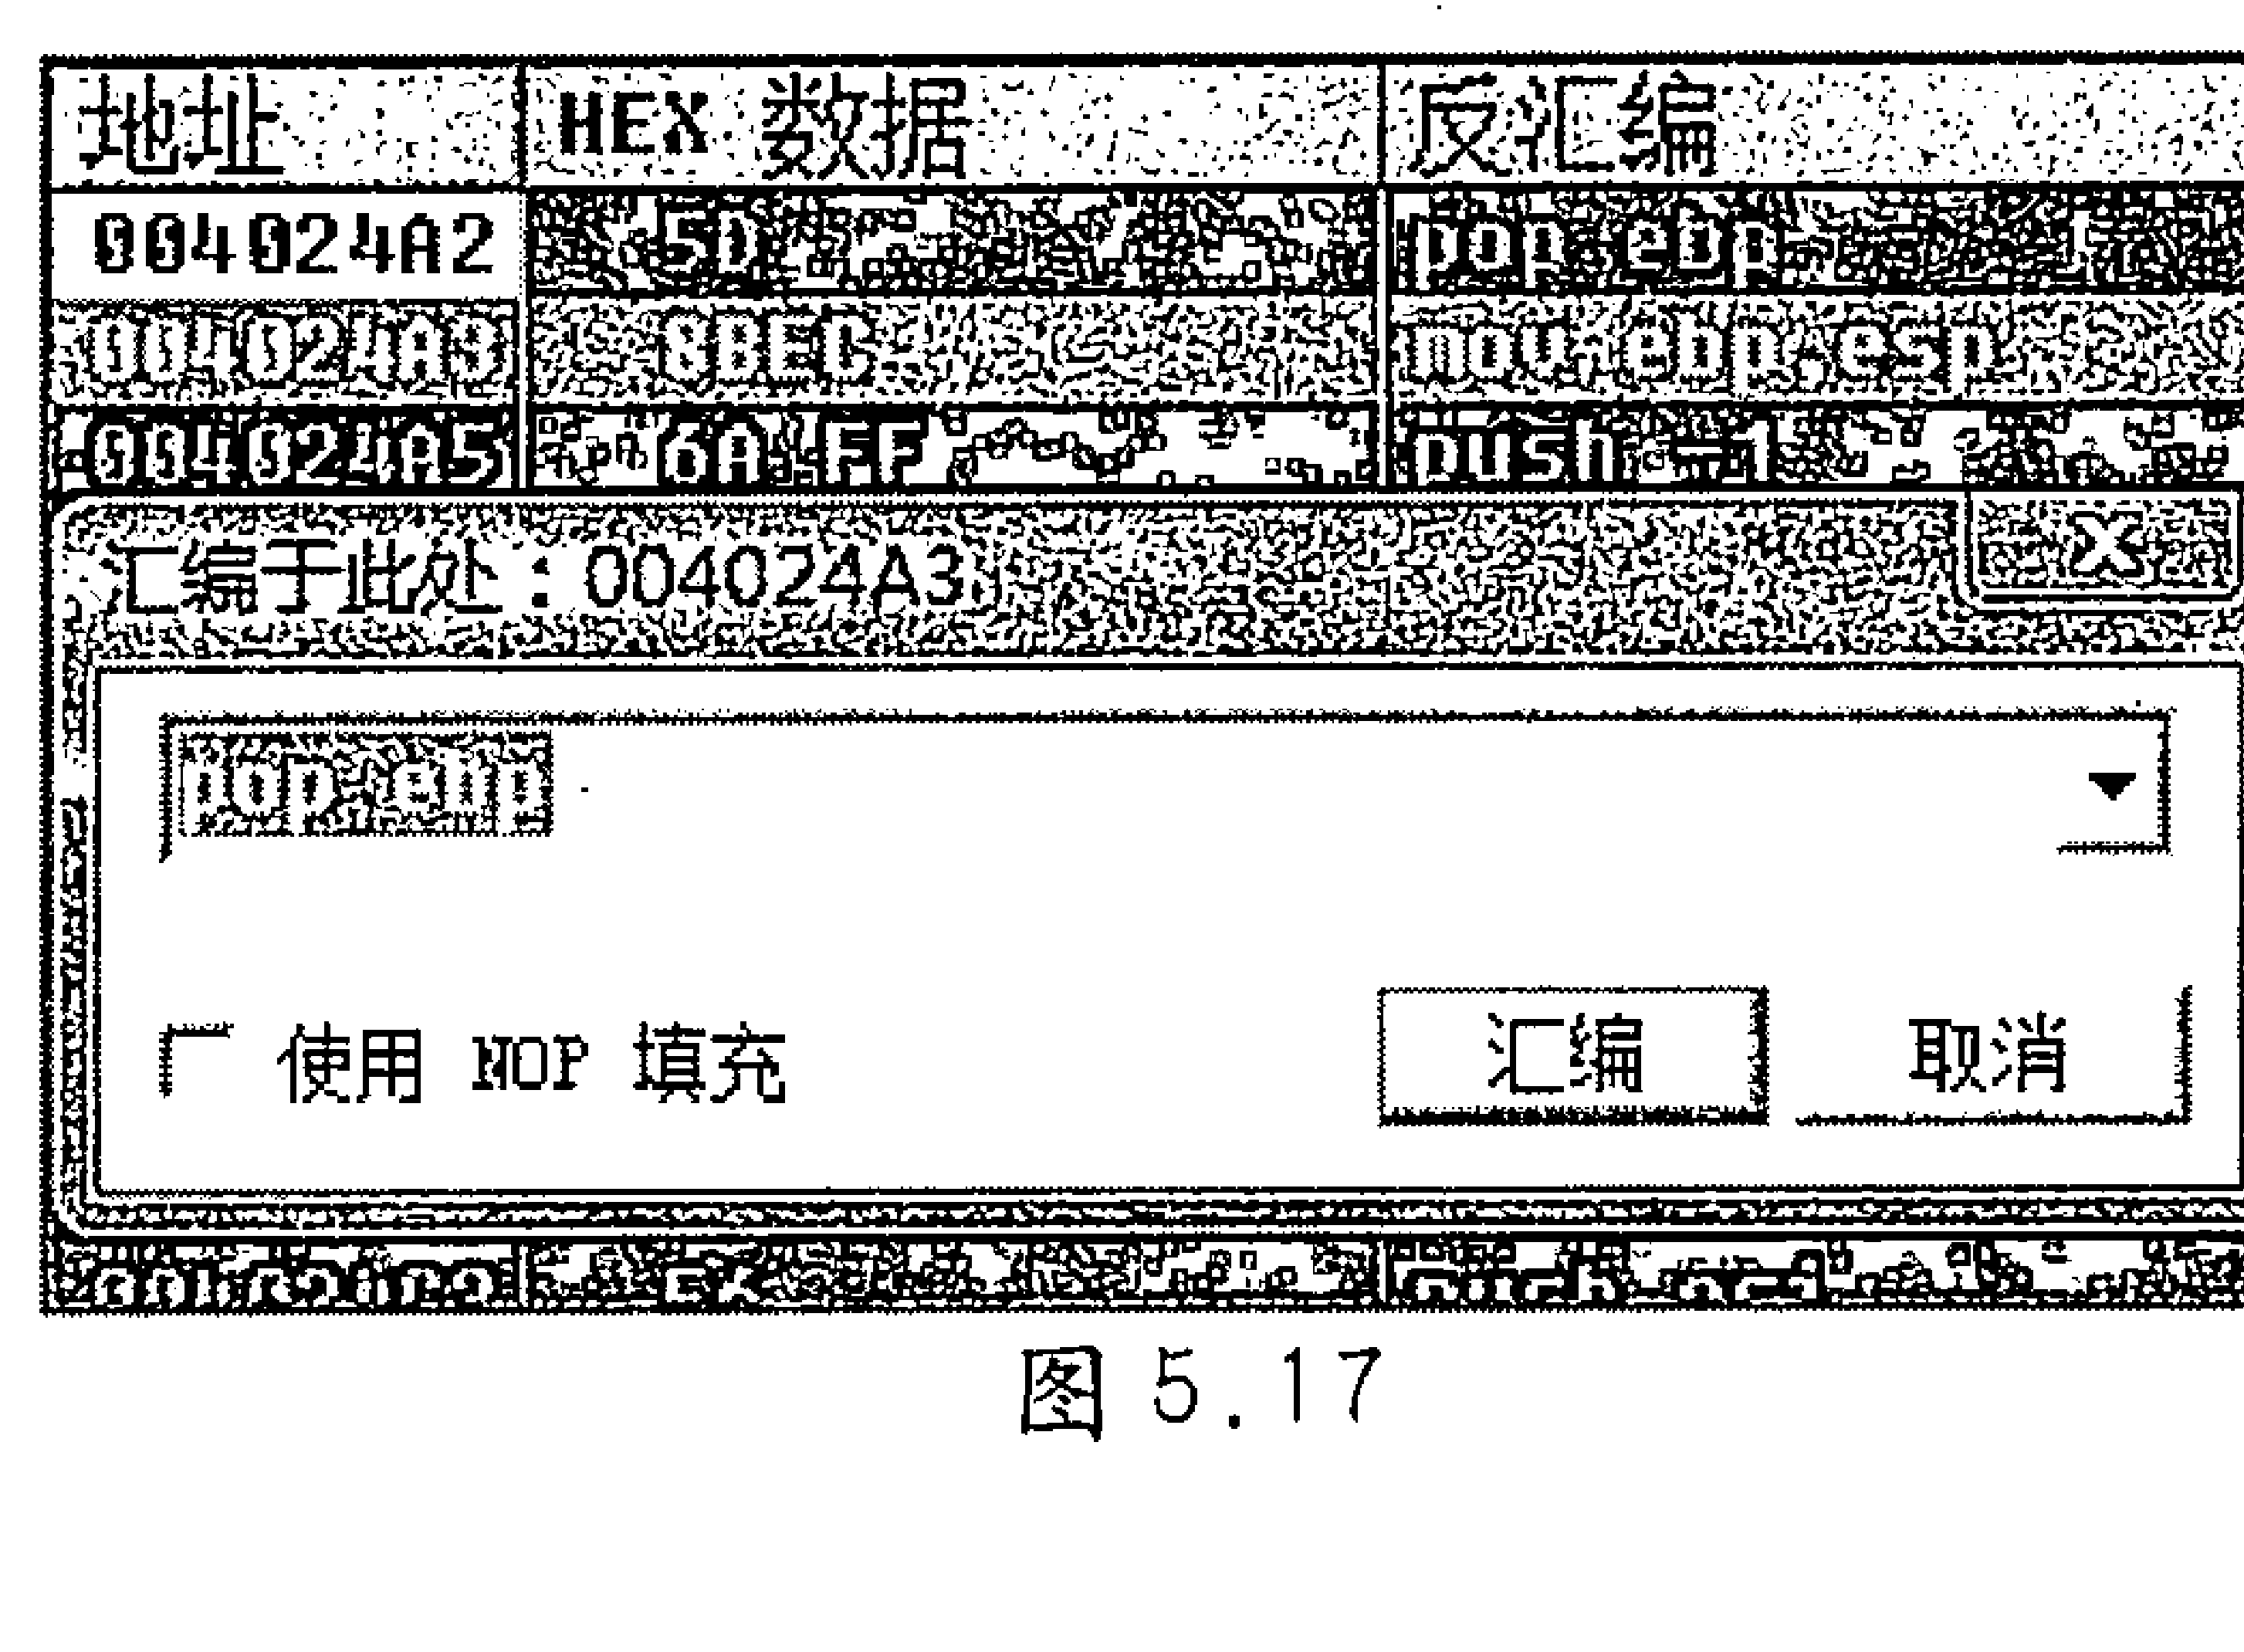 地址 HEX 数据 反汇编
004024A2 5D pop ebp
004024A3 8BEC mov ebp,esp
004024A5 6A FF push -1
汇编于此处:004024A3 X
pop ebp
使用 NOP 填充 汇编 取消
图 5.17